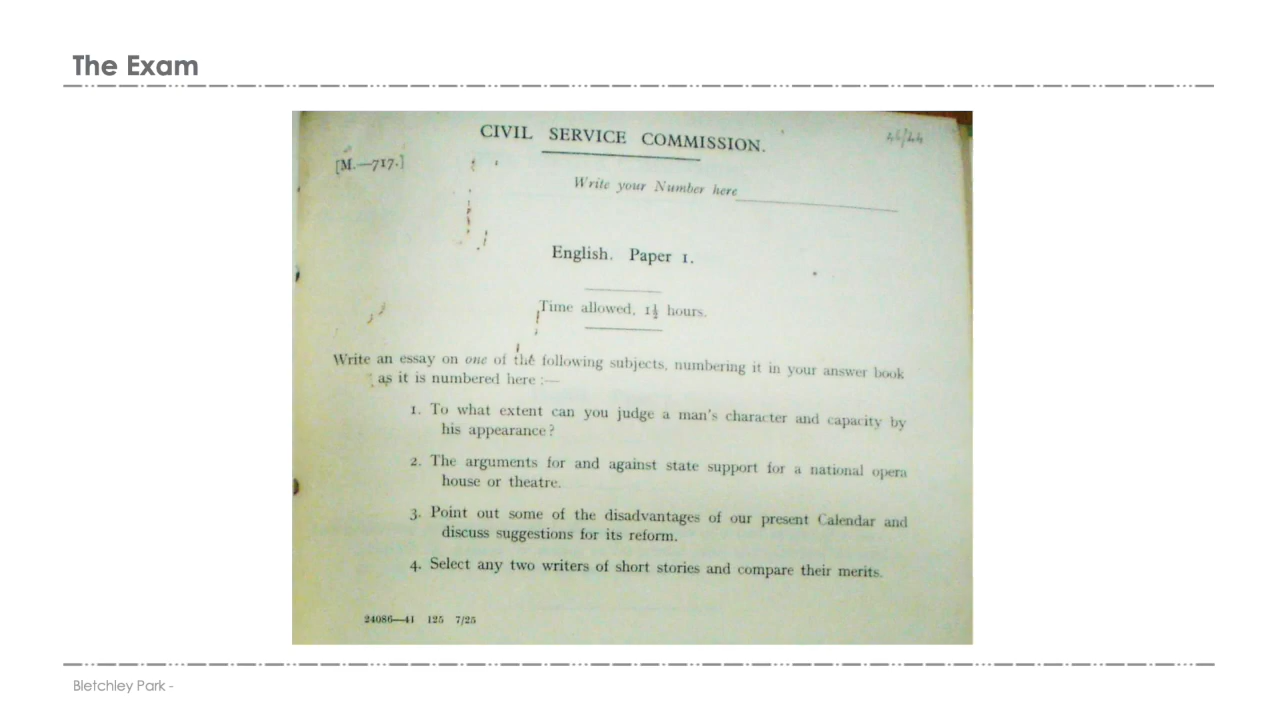 The Exam
CIVIL SERVICE COMMISSION.
[M.—717.]
Write your Number here
English. Paper 1.
Time allowed, 1½ hours.
Write an essay on one of the following subjects, numbering it in your answer book
as it is numbered here :—
1. To what extent can you judge a man's character and capacity by
his appearance?
2. The arguments for and against state support for a national opera
house or theatre.
3. Point out some of the disadvantages of our present Calendar and
discuss suggestions for its reform.
4. Select any two writers of short stories and compare their merits.
24086—41 125 7/25
Bletchley Park -